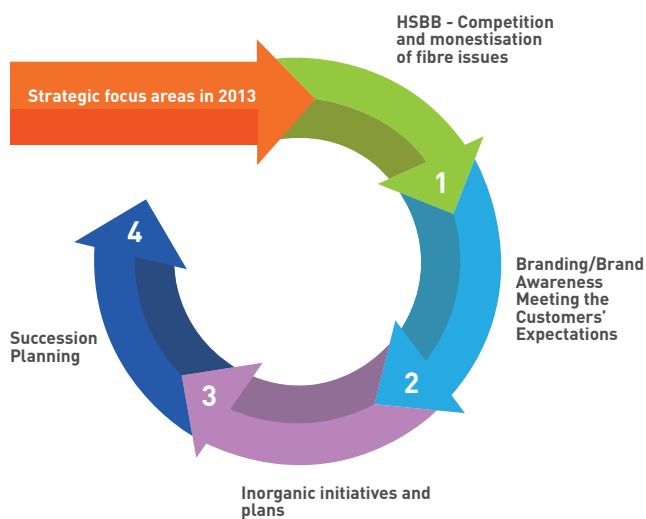 Strategic focus areas in 2013
HSBB - Competition
and monestisation
of fibre issues
1
Branding/Brand
Awareness
Meeting the
Customers’
Expectations
2
Inorganic initiatives and
plans
3
Succession
Planning
4